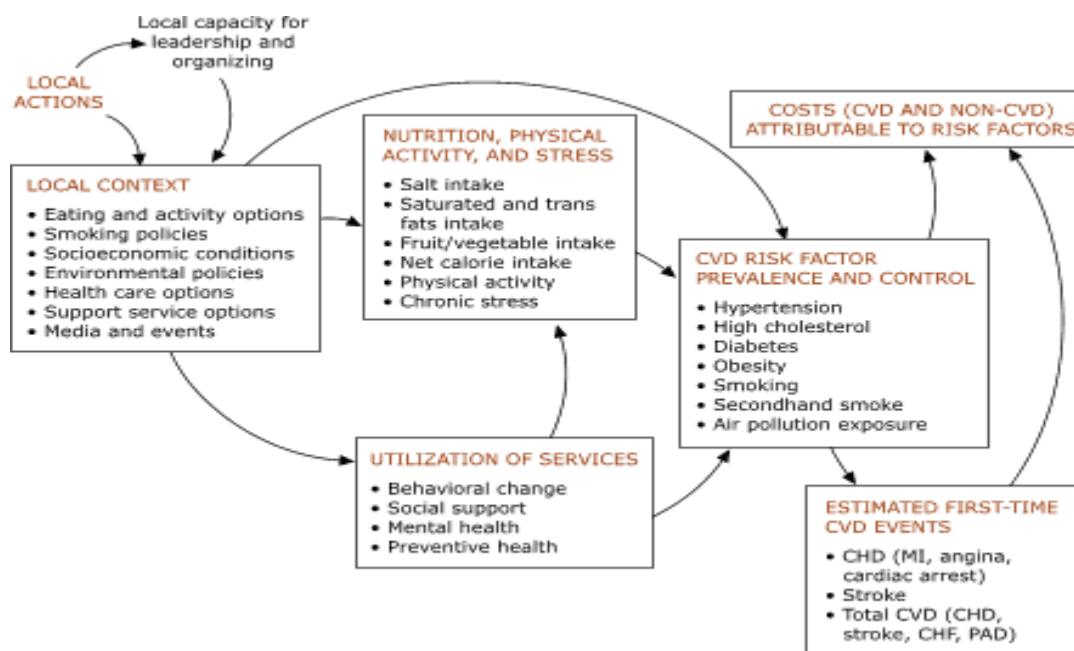 Local capacity for
leadership and
organizing
LOCAL
ACTIONS
LOCAL CONTEXT
• Eating and activity options
• Smoking policies
• Socioeconomic conditions
• Environmental policies
• Health care options
• Support service options
• Media and events
NUTRITION, PHYSICAL
ACTIVITY, AND STRESS
• Salt intake
• Saturated and trans
fats intake
• Fruit/vegetable intake
• Net calorie intake
• Physical activity
• Chronic stress
UTILIZATION OF SERVICES
• Behavioral change
• Social support
• Mental health
• Preventive health
COSTS (CVD AND NON-CVD)
ATTRIBUTABLE TO RISK FACTORS
CVD RISK FACTOR
PREVALENCE AND CONTROL
• Hypertension
• High cholesterol
• Diabetes
• Obesity
• Smoking
• Secondhand smoke
• Air pollution exposure
ESTIMATED FIRST-TIME
CVD EVENTS
• CHD (MI, angina,
cardiac arrest)
• Stroke
• Total CVD (CHD,
stroke, CHF, PAD)